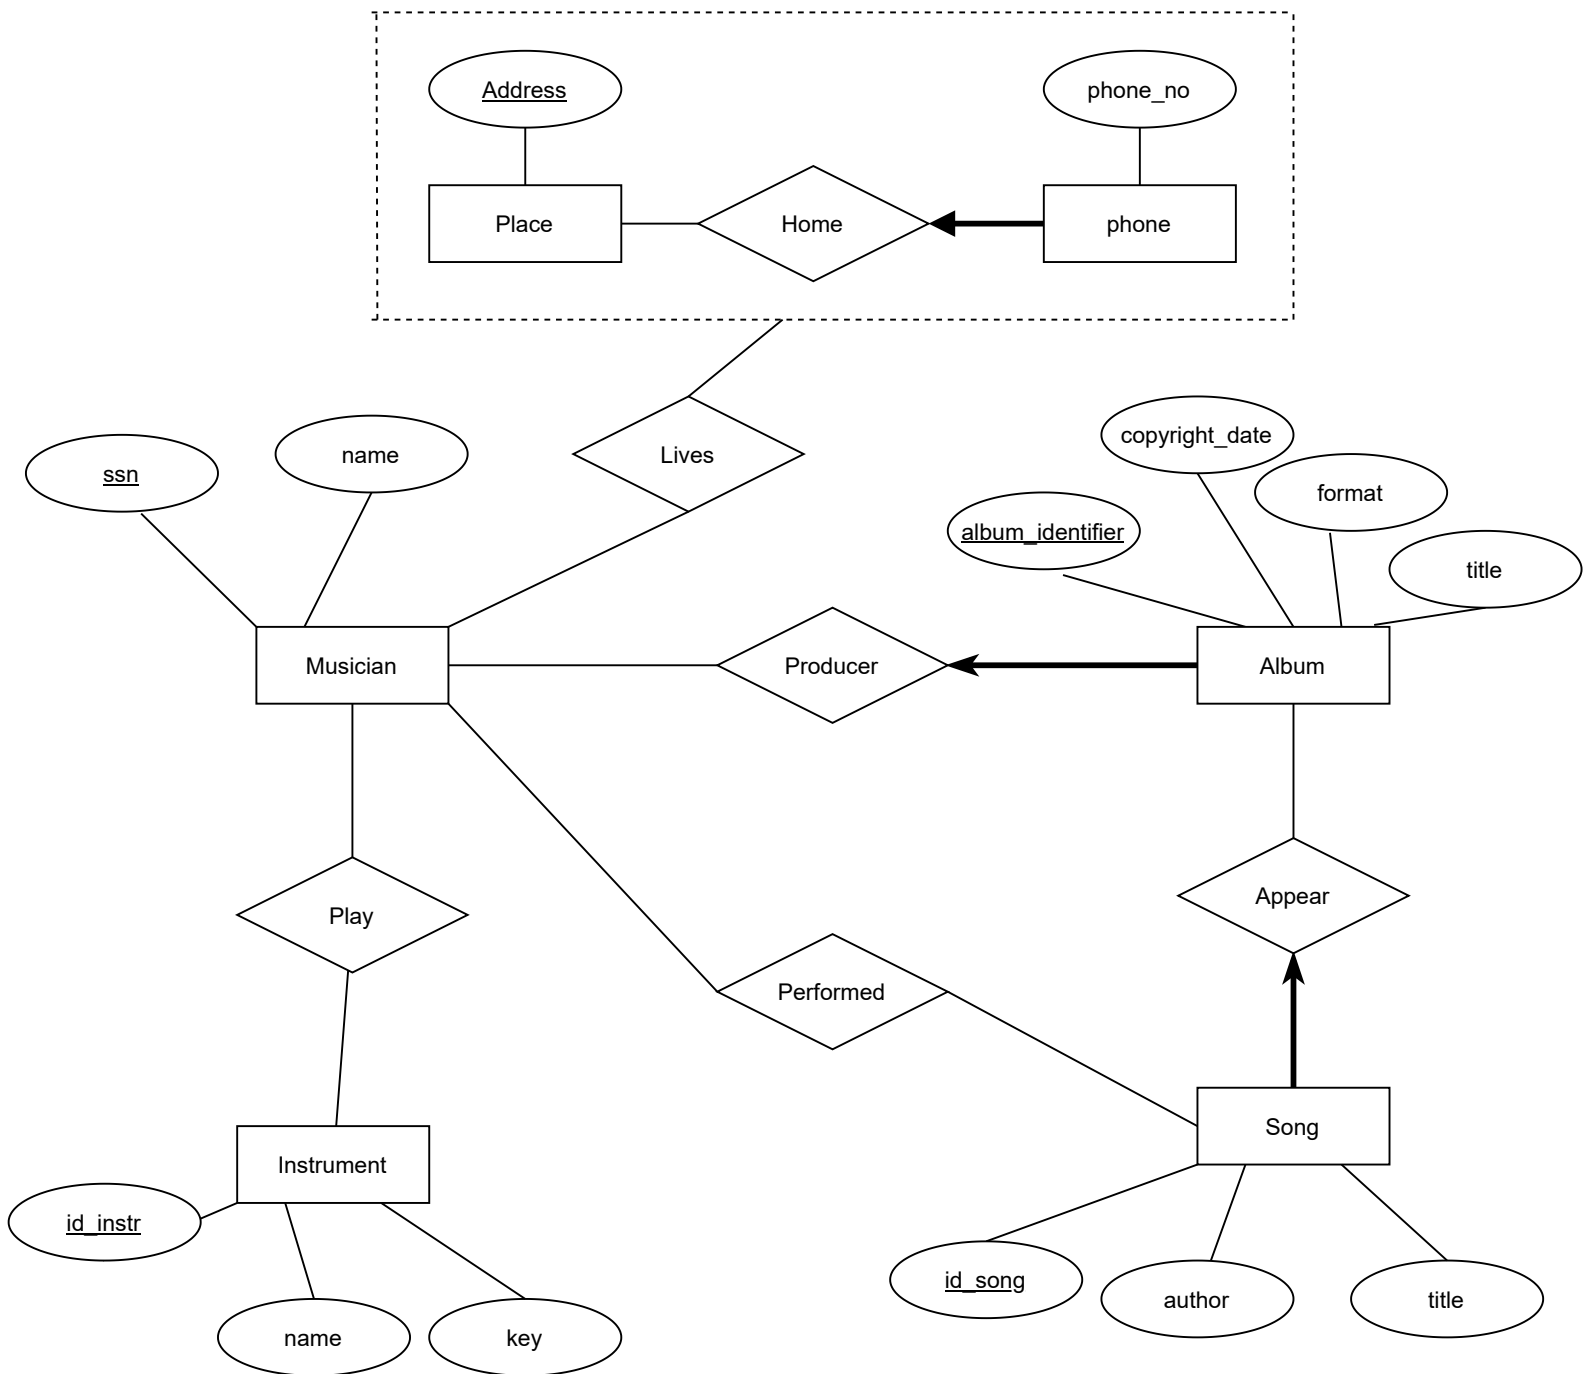 Address
phone_no
Place
Home
phone
Lives
ssn
name
copyright_date
format
album_identifier
title
Musician
Producer
Album
Play
Appear
Performed
Song
Instrument
id_instr
name
key
id_song
author
title